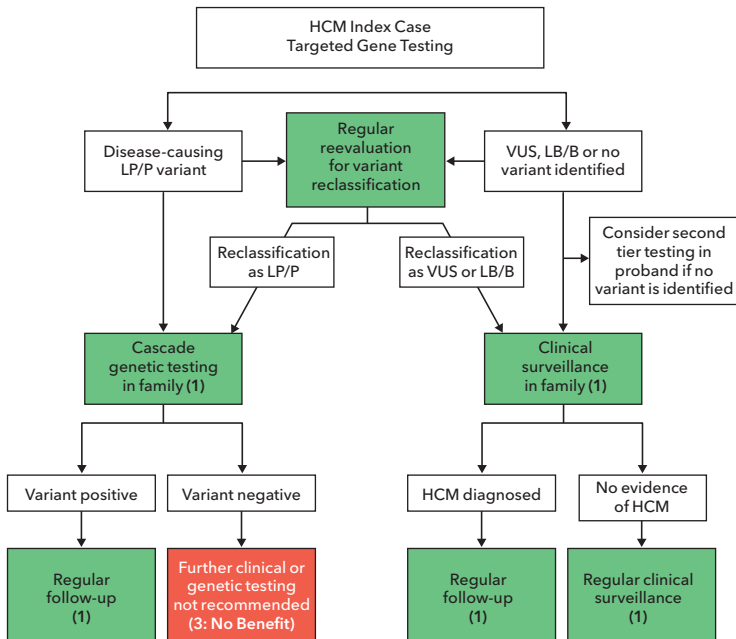 HCM Index Case
Targeted Gene Testing
Disease-causing
LP/P variant
Regular
reevaluation
for variant
reclassification
VUS, LB/B or no
variant identified
Reclassification
as LP/P
Reclassification
as VUS or LB/B
Consider second
tier testing in
proband if no
variant is identified
Cascade
genetic testing
in family (1)
Clinical
surveillance
in family (1)
Variant positive
Variant negative
HCM diagnosed
No evidence
of HCM
Regular
follow-up
(1)
Further clinical or
genetic testing
not recommended
(3: No Benefit)
Regular
follow-up
(1)
Regular clinical
surveillance
(1)